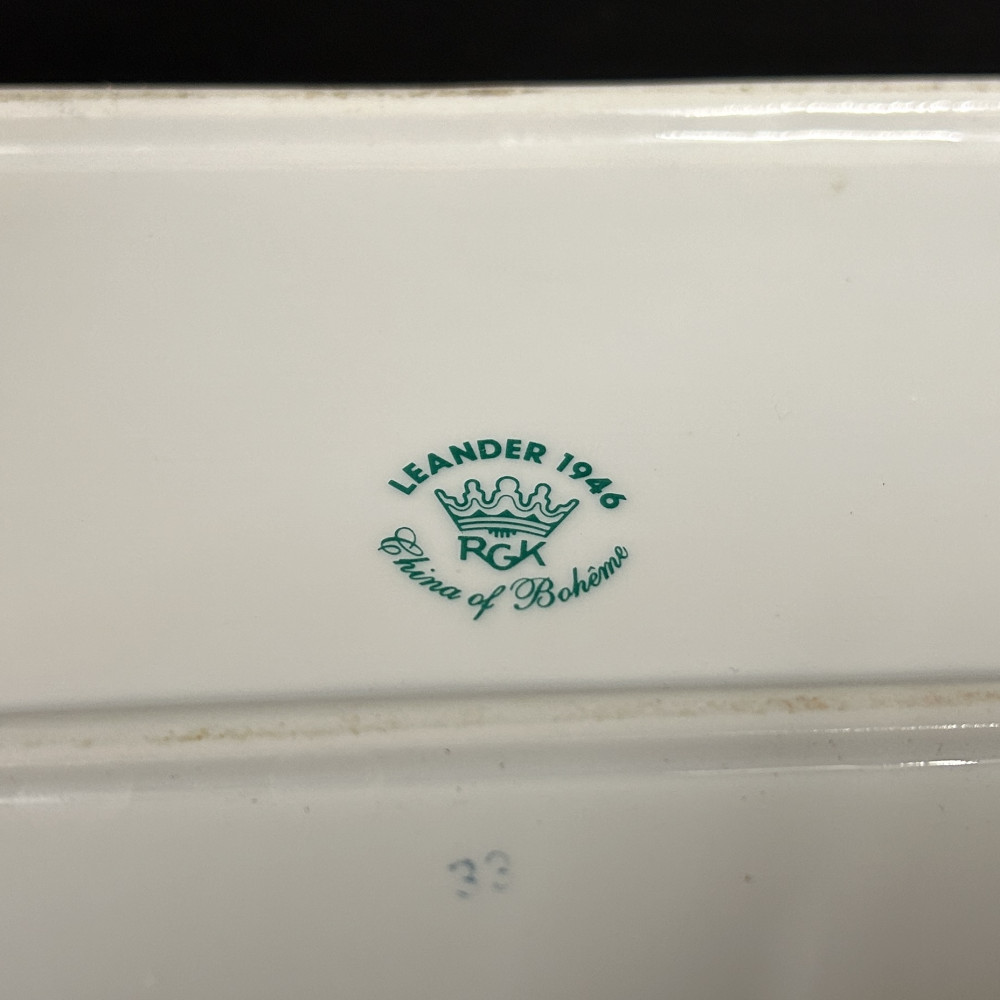 LEANDER 1946
RGK
China of Bohême
33